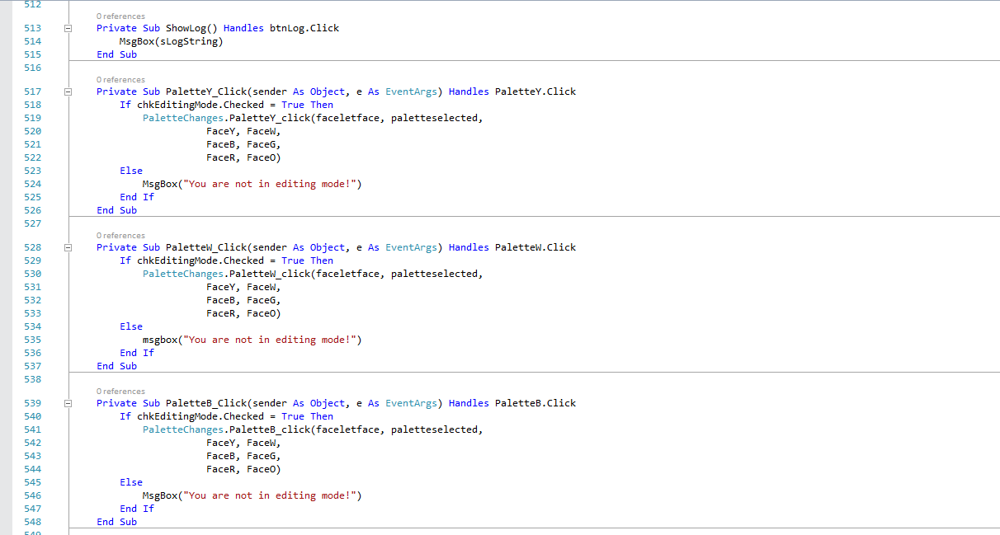 512
0 references
513 Private Sub ShowLog() Handles btnLog.Click
514 MsgBox(sLogString)
515 End Sub
516
0 references
517 Private Sub PaletteY_Click(sender As Object, e As EventArgs) Handles PaletteY.Click
518 If chkEditingMode.Checked = True Then
519 PaletteChanges.PaletteY_click(faceletface, paletteselected,
520 FaceY, FaceW,
521 FaceB, FaceG,
522 FaceR, FaceO)
523 Else
524 MsgBox("You are not in editing mode!")
525 End If
526 End Sub
527
0 references
528 Private Sub PaletteW_Click(sender As Object, e As EventArgs) Handles PaletteW.Click
529 If chkEditingMode.Checked = True Then
530 PaletteChanges.PaletteW_click(faceletface, paletteselected,
531 FaceY, FaceW,
532 FaceB, FaceG,
533 FaceR, FaceO)
534 Else
535 msgbox("You are not in editing mode!")
536 End If
537 End Sub
538
0 references
539 Private Sub PaletteB_Click(sender As Object, e As EventArgs) Handles PaletteB.Click
540 If chkEditingMode.Checked = True Then
541 PaletteChanges.PaletteB_click(faceletface, paletteselected,
542 FaceY, FaceW,
543 FaceB, FaceG,
544 FaceR, FaceO)
545 Else
546 MsgBox("You are not in editing mode!")
547 End If
548 End Sub
549